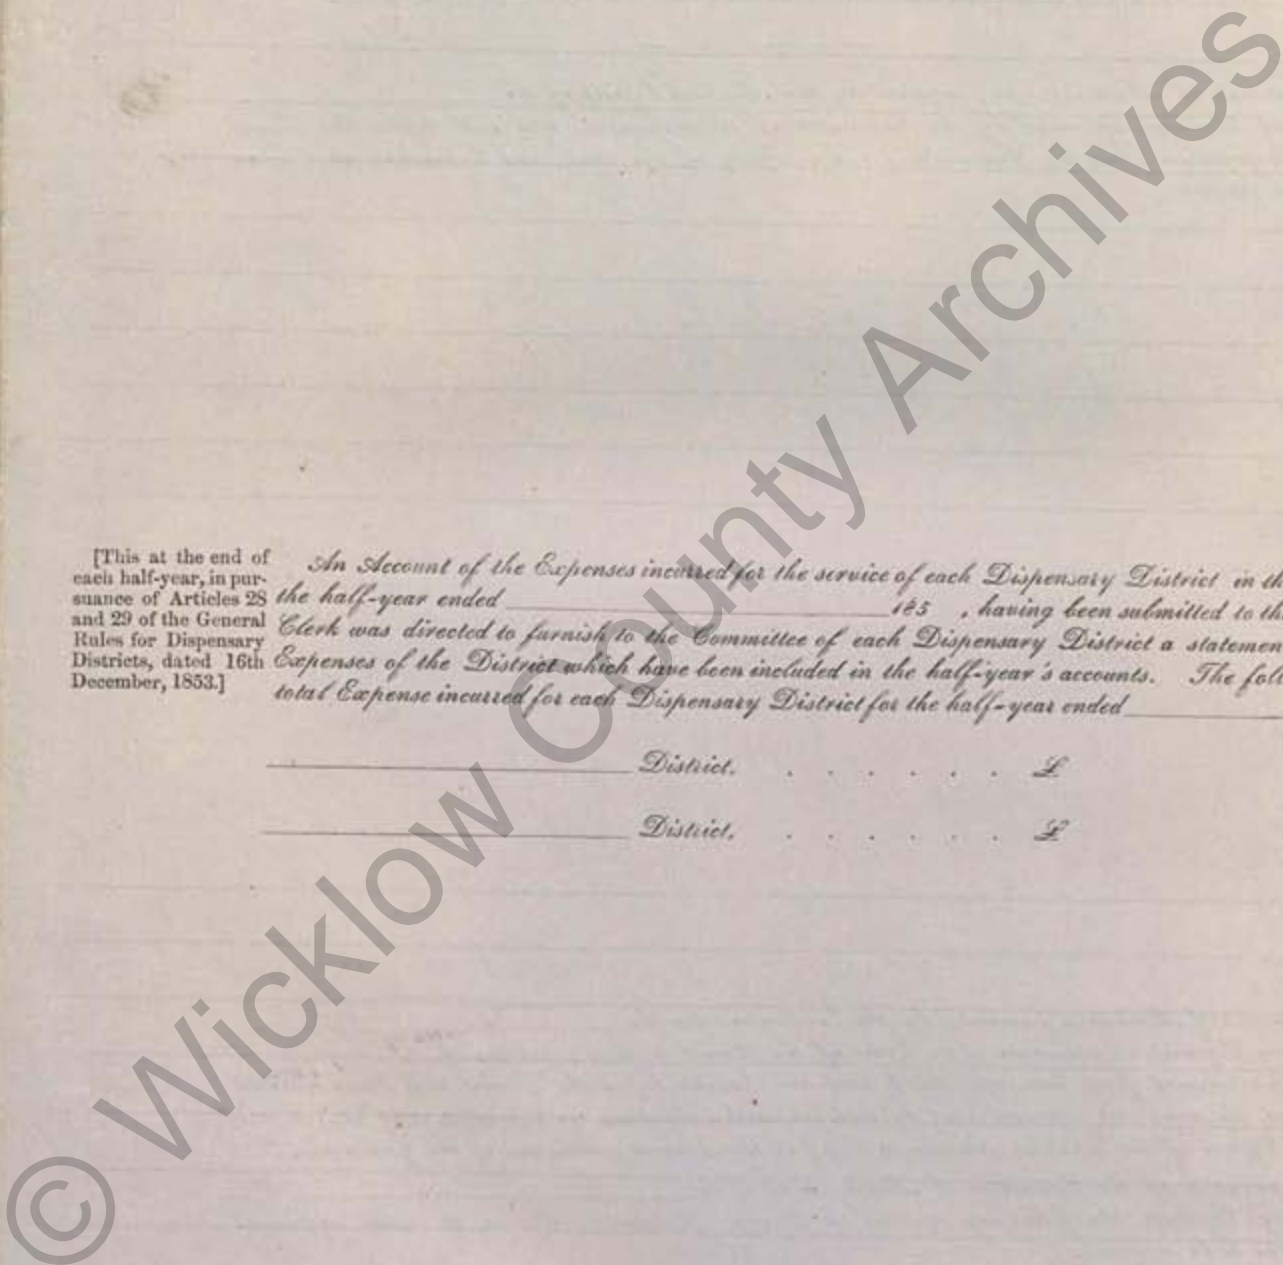 [This at the end of
each half-year, in pur-
suance of Articles 28
and 29 of the General
Rules for Dispensary
Districts, dated 16th
December, 1853.]
An Account of the Expenses incurred for the service of each Dispensary District in th
the half-year ended 185 , having been submitted to th
Clerk was directed to furnish to the Committee of each Dispensary District a statemen
Expenses of the District which have been included in the half-year's accounts. The foll
total Expense incurred for each Dispensary District for the half-year ended
District. . . . . . . £
District. . . . . . . £
© Wicklow County Archives